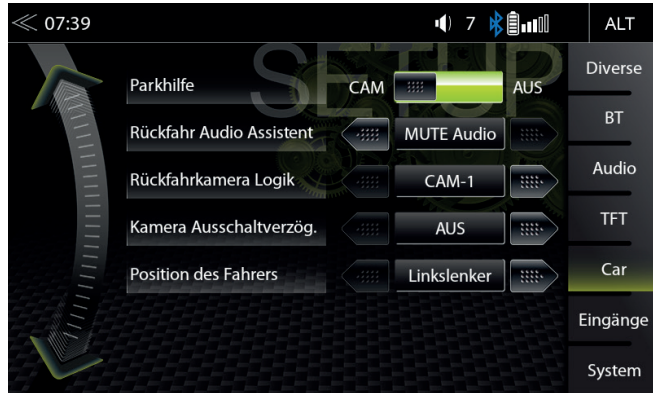 07:39 7 ALT
SETUP
Diverse
Parkhilfe CAM AUS
BT
Rückfahr Audio Assistent MUTE Audio
Audio
Rückfahrkamera Logik CAM-1
TFT
Kamera Ausschaltverzög. AUS
Car
Position des Fahrers Linkslenker
Eingänge
System